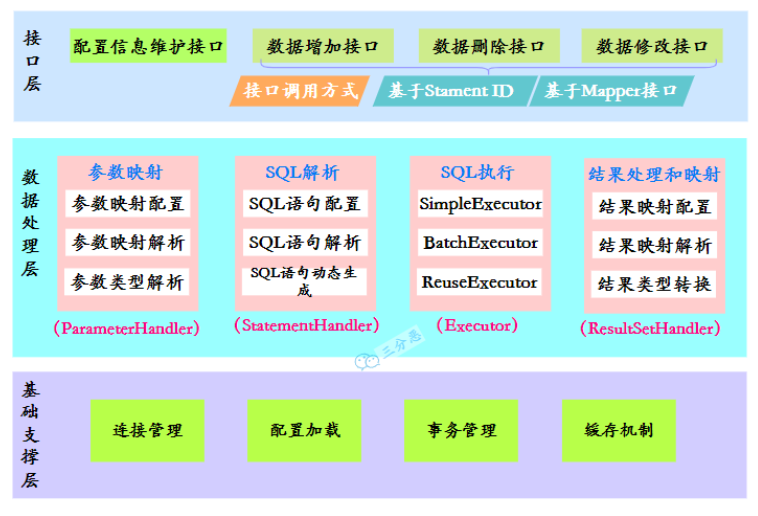 接口层
配置信息维护接口
数据增加接口
数据删除接口
数据修改接口
接口调用方式
基于Stament ID
基于Mapper接口
数据处理层
参数映射
参数映射配置
参数映射解析
参数类型解析
(ParameterHandler)
SQL解析
SQL语句配置
SQL语句解析
SQL语句动态生
成
(StatementHandler)
SQL执行
SimpleExecutor
BatchExecutor
ReuseExecutor
(Executor)
结果处理和映射
结果映射配置
结果映射解析
结果类型转换
(ResultSetHandler)
三分恶
基础支撑层
连接管理
配置加载
事务管理
缓存机制